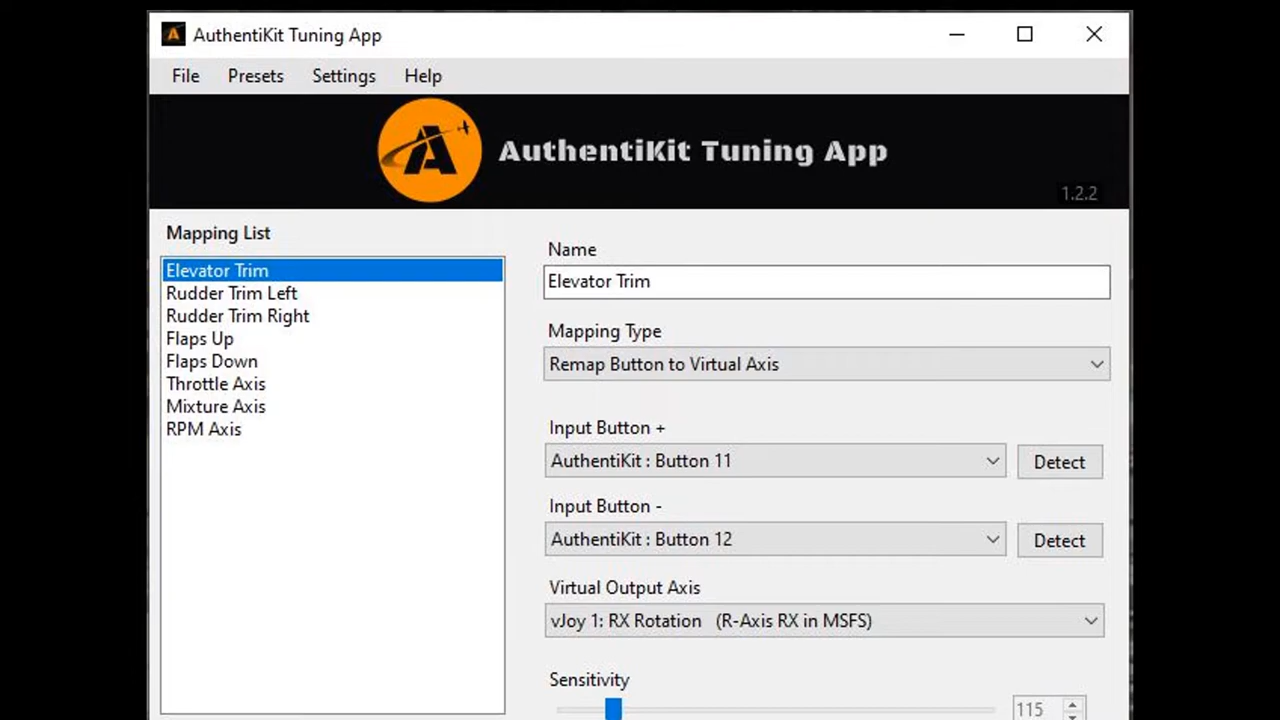 AuthentiKit Tuning App
File Presets Settings Help
AuthentiKit Tuning App
1.2.2
Mapping List
Elevator Trim
Rudder Trim Left
Rudder Trim Right
Flaps Up
Flaps Down
Throttle Axis
Mixture Axis
RPM Axis
Name
Elevator Trim
Mapping Type
Remap Button to Virtual Axis
Input Button +
AuthentiKit : Button 11
Detect
Input Button -
AuthentiKit : Button 12
Detect
Virtual Output Axis
vJoy 1: RX Rotation (R-Axis RX in MSFS)
Sensitivity
115